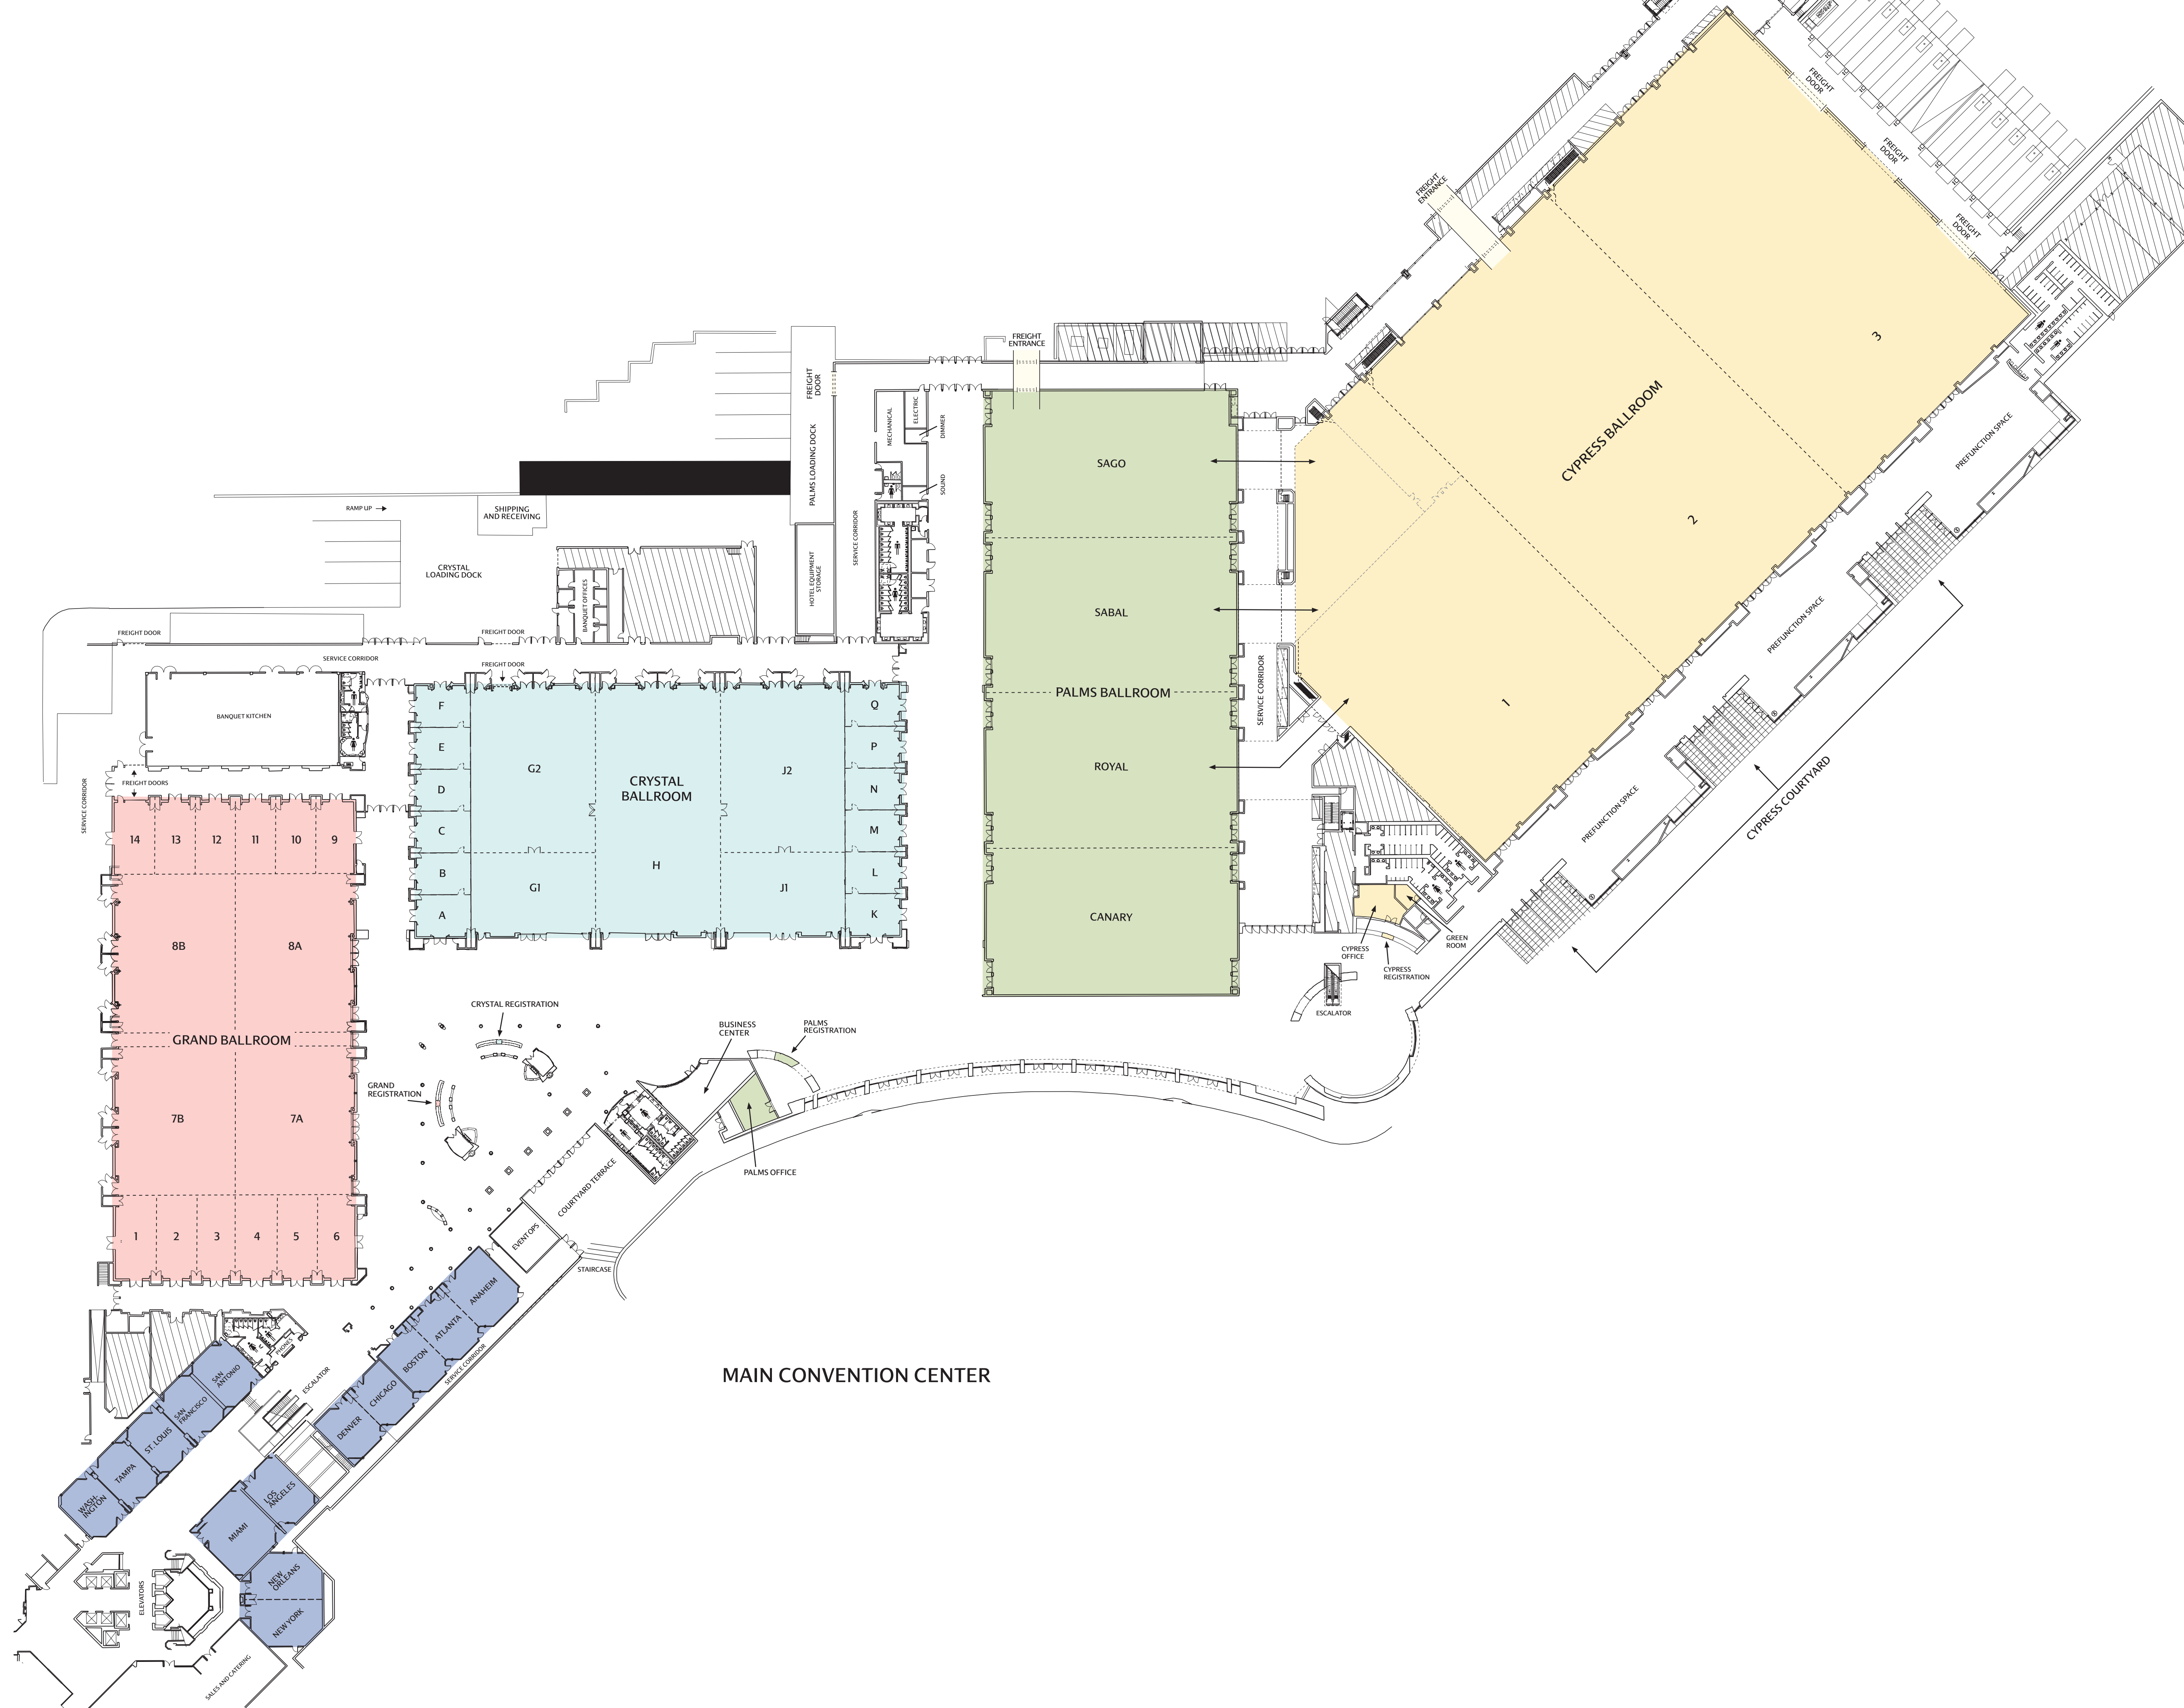 FREIGHT
DOOR
FREIGHT
DOOR
FREIGHT
DOOR
FREIGHT
ENTRANCE
3
CYPRESS BALLROOM
2
1
PREFUNCTION SPACE
PREFUNCTION SPACE
PREFUNCTION SPACE
CYPRESS COURTYARD
FREIGHT
ENTRANCE
FREIGHT
DOOR
PALMS LOADING DOCK
MECHANICAL
ELECTRIC
DIMMER
SOUND
SERVICE CORRIDOR
HOTEL EQUIPMENT
STORAGE
RAMP UP
SHIPPING
AND RECEIVING
CRYSTAL
LOADING DOCK
BANQUET OFFICES
FREIGHT DOOR
FREIGHT DOOR
SERVICE CORRIDOR
FREIGHT DOOR
BANQUET KITCHEN
FREIGHT DOORS
SERVICE CORRIDOR
SAGO
SABAL
PALMS BALLROOM
ROYAL
CANARY
SERVICE CORRIDOR
F
E
D
C
B
A
G2
CRYSTAL
BALLROOM
J2
G1
H
J1
Q
P
N
M
L
K
14
13
12
11
10
9
8B
8A
GRAND BALLROOM
7B
7A
1
2
3
4
5
6
CYPRESS
OFFICE
GREEN
ROOM
CYPRESS
REGISTRATION
ESCALATOR
CRYSTAL REGISTRATION
GRAND
REGISTRATION
BUSINESS
CENTER
PALMS
REGISTRATION
PALMS OFFICE
COURTYARD TERRACE
EVENT OPS
STAIRCASE
ANAHEIM
ATLANTA
BOSTON
SERVICE CORRIDOR
CHICAGO
DENVER
PHONES
ESCALATOR
SAN
ANTONIO
SAN
FRANCISCO
ST. LOUIS
TAMPA
WASH-
INGTON
LOS
ANGELES
MIAMI
NEW
ORLEANS
NEW YORK
ELEVATORS
SALES AND CATERING
MAIN CONVENTION CENTER